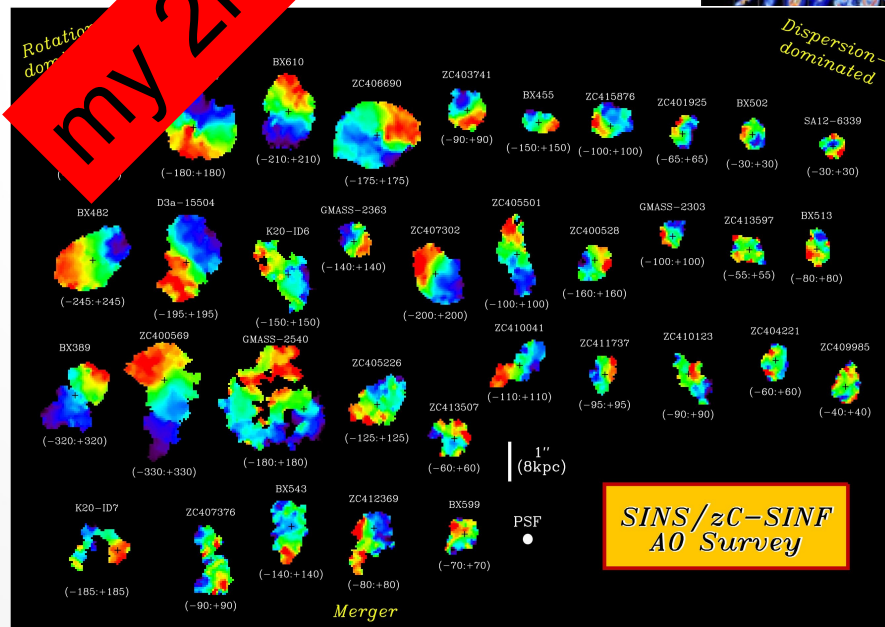 my 2
Rotatio
dom
Dispersion-
dominated
BX610
ZC406690
ZC403741
BX455
ZC415876
ZC401925
BX502
SA12-6339
(-180:+180)
(-210:+210)
(-175:+175)
(-90:+90)
(-150:+150)
(-100:+100)
(-65:+65)
(-30:+30)
(-30:+30)
BX482
D3a-15504
K20-ID6
GMASS-2363
ZC407302
ZC405501
ZC400528
GMASS-2303
ZC413597
BX513
(-245:+245)
(-195:+195)
(-150:+150)
(-140:+140)
(-200:+200)
(-100:+100)
(-160:+160)
(-100:+100)
(-55:+55)
(-80:+80)
BX389
ZC400569
GMASS-2540
ZC405226
ZC413507
ZC410041
ZC411737
ZC410123
ZC404221
ZC409985
(-320:+320)
(-330:+330)
(-180:+180)
(-125:+125)
(-60:+60)
(-110:+110)
(-95:+95)
(-90:+90)
(-60:+60)
(-40:+40)
1"
(8kpc)
K20-ID7
ZC407376
BX543
ZC412369
BX599
PSF
(-185:+185)
(-90:+90)
(-140:+140)
(-80:+80)
(-70:+70)
Merger
SINS/zC-SINF
AO Survey